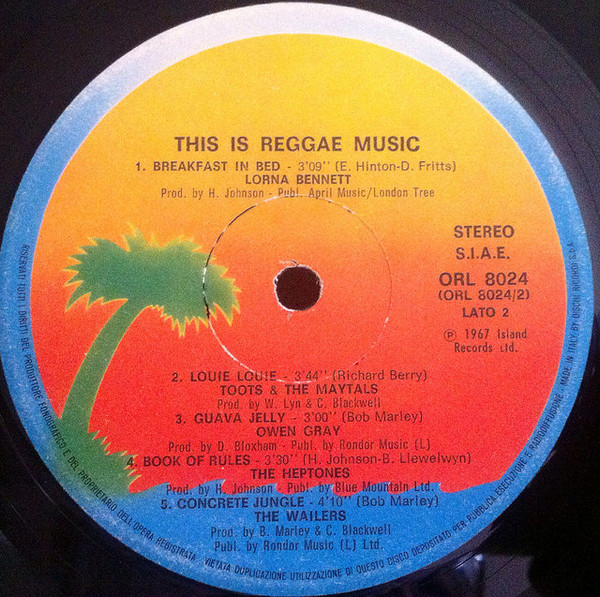 THIS IS REGGAE MUSIC
1. BREAKFAST IN BED - 3'09'' (E. Hinton-D. Fritts)
LORNA BENNETT
Prod. by H. Johnson - Publ. April Music/London Tree
STEREO
S.I.A.E.
ORL 8024
(ORL 8024/2)
LATO 2
Ⓟ 1967 Island
Records Ltd.
2. LOUIE LOUIE - 3'44'' (Richard Berry)
TOOTS & THE MAYTALS
Prod. by W. Lyn & C. Blackwell
3. GUAVA JELLY - 3'00'' (Bob Marley)
OWEN GRAY
Prod. by D. Bloxham - Publ. by Rondor Music (L)
4. BOOK OF RULES - 3'30'' (H. Johnson-B. Llewelwyn)
THE HEPTONES
Prod. by H. Johnson - Publ. by Blue Mountain Ltd.
5. CONCRETE JUNGLE - 4'10'' (Bob Marley)
THE WAILERS
Prod. by B. Marley & C. Blackwell
Publ. by Rondor Music (L) Ltd.
RISERVATI TUTTI I DIRITTI DEL PRODUTTORE FONOGRAFICO E DEL PROPRIETARIO DELL'OPERA REGISTRATA VIETATA DUPLICAZIONE UTILIZZAZIONE DI QUESTO DISCO DEPOSITATO PER PUBBLICA ESECUZIONE E RADIODIFFUSIONE - MADE IN ITALY BY DISCHI RICORDI S.p.A.